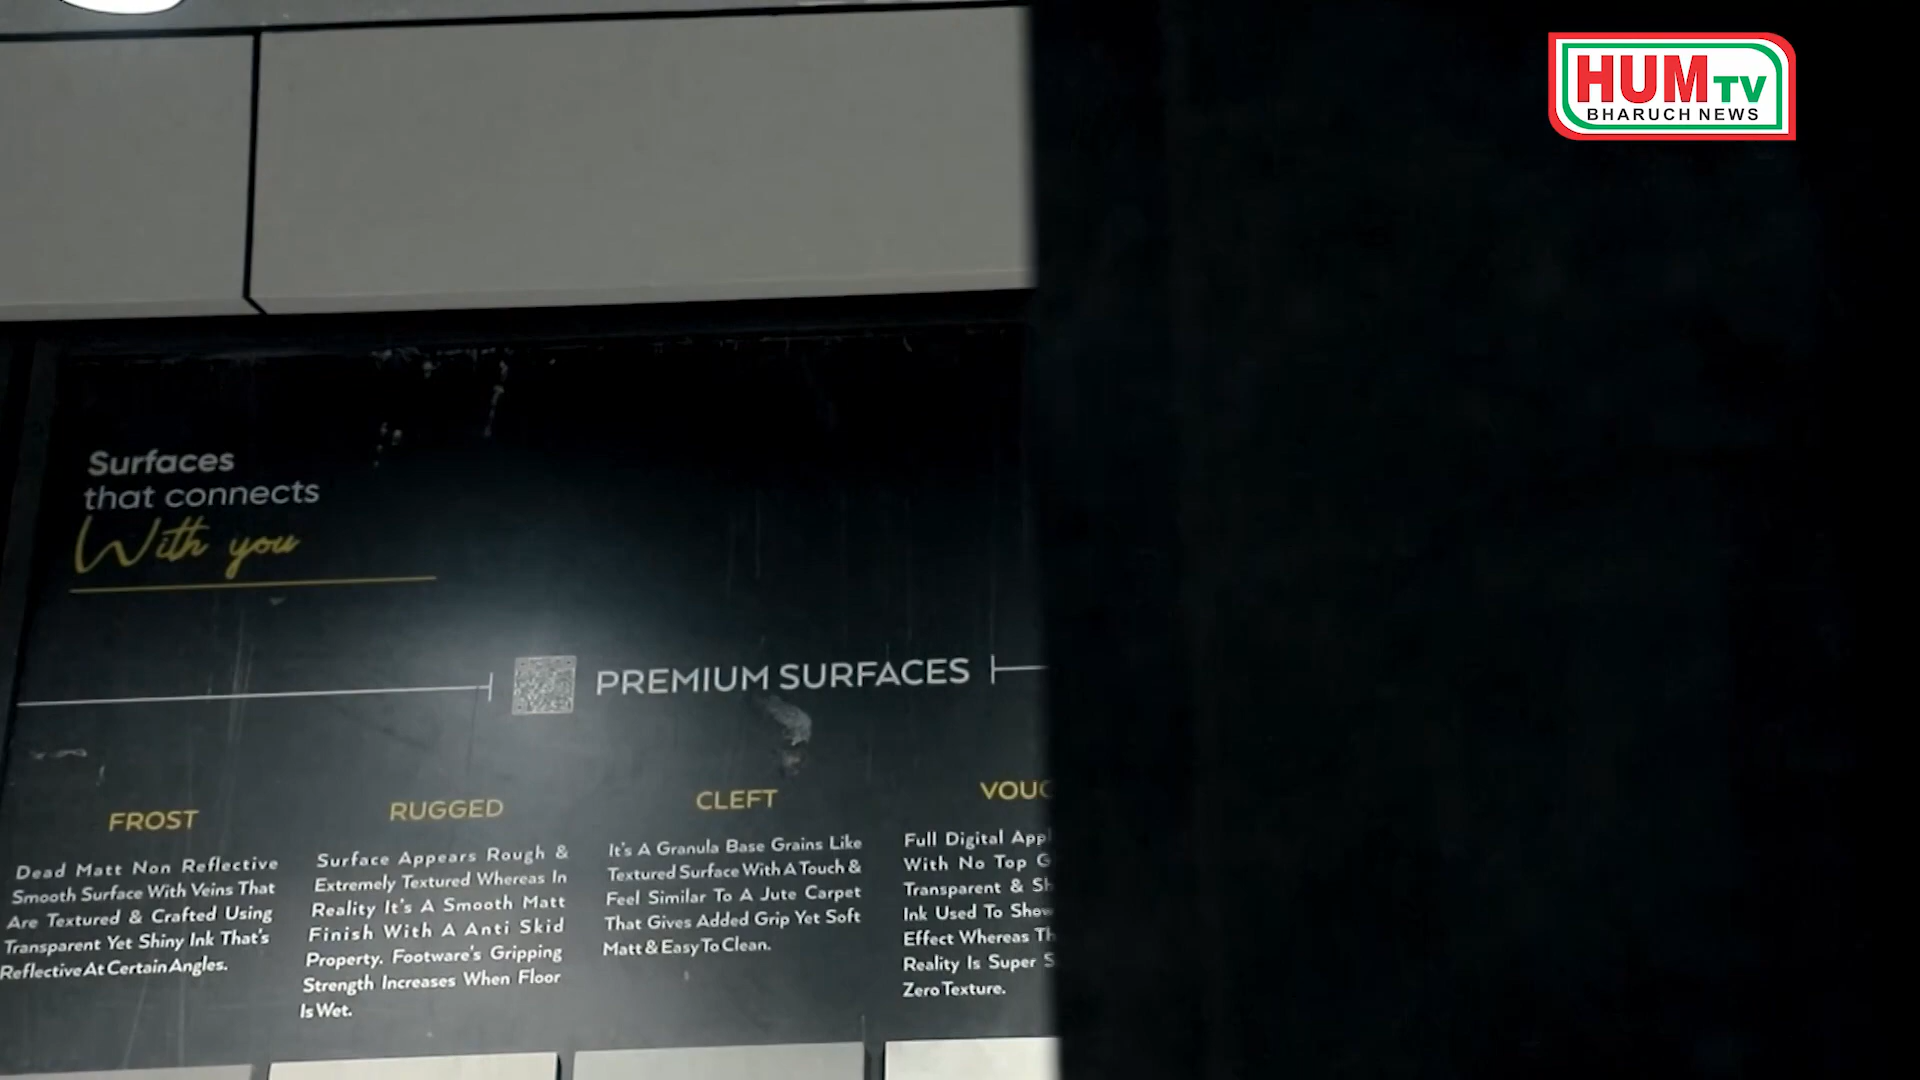 HUM TV
BHARUCH NEWS
Surfaces
that connects
With you
PREMIUM SURFACES
FROST
Dead Matt Non Reflective
Smooth Surface With Veins That
Are Textured & Crafted Using
Transparent Yet Shiny Ink That's
Reflective At Certain Angles.
RUGGED
Surface Appears Rough &
Extremely Textured Whereas In
Reality It's A Smooth Matt
Finish With A Anti Skid
Property. Footware's Gripping
Strength Increases When Floor
Is Wet.
CLEFT
It's A Granula Base Grains Like
Textured Surface With A Touch &
Feel Similar To A Jute Carpet
That Gives Added Grip Yet Soft
Matt & Easy To Clean.
Full Digital
With No Top
Transparent &
Ink Used To
Effect Whereas
Reality Is Super
Zero Texture.